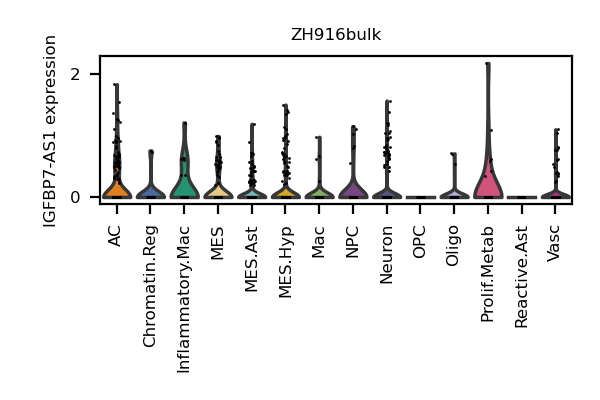 ZH916bulk
IGFBP7-AS1 expression
2
0
AC
Chromatin.Reg
Inflammatory.Mac
MES
MES.Ast
MES.Hyp
Mac
NPC
Neuron
OPC
Oligo
Prolif.Metab
Reactive.Ast
Vasc